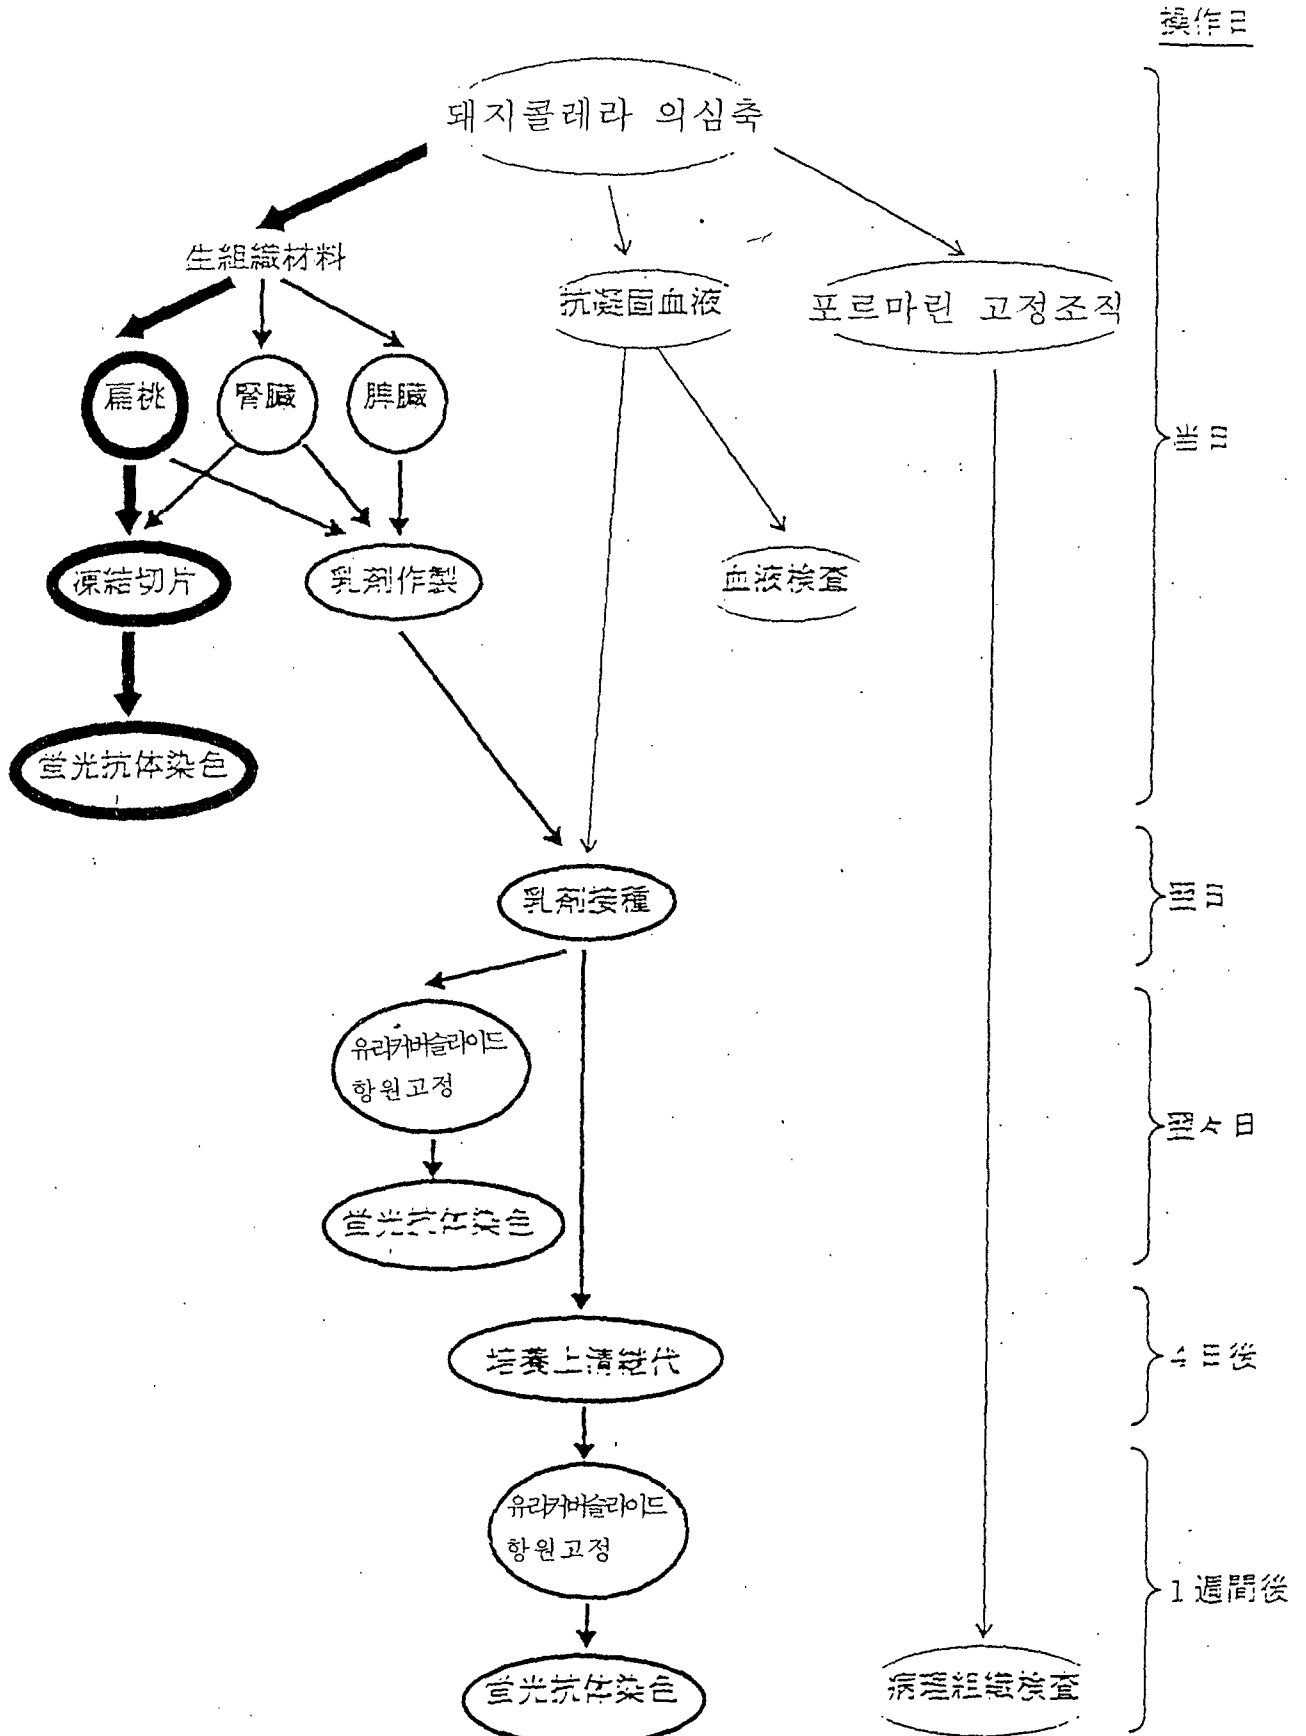 操作日
돼지콜레라 의심축
生組織材料
抗凝固血液
포르마린 고정조직
扁桃
腎臓
脾臓
当日
凍結切片
乳剤作製
血液検査
蛍光抗体染色
乳剤接種
翌日
유리커버슬라이드
항원고정
翌々日
蛍光抗体染色
培養上清継代
4日後
유리커버슬라이드
항원고정
1週間後
蛍光抗体染色
病理組織検査